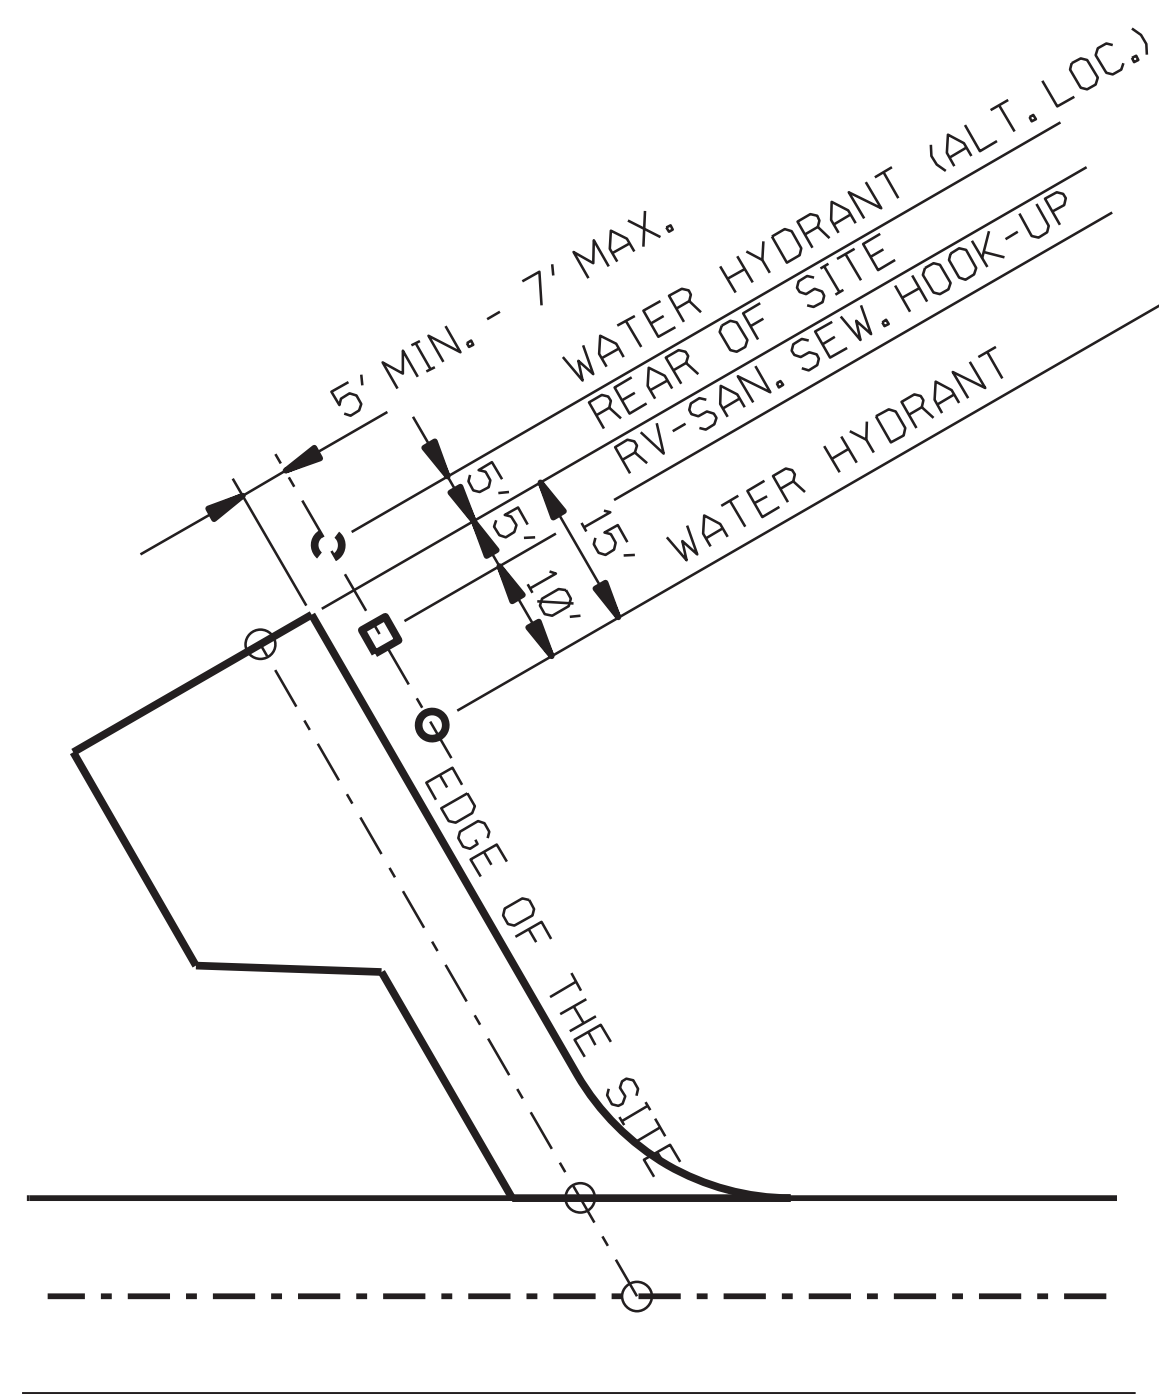 5' MIN. - 7' MAX.
WATER HYDRANT (ALT. LOC.)
REAR OF SITE
RV-SAN. SEW. HOOK-UP
WATER HYDRANT
5'
5'
15'
10'
EDGE OF THE SITE